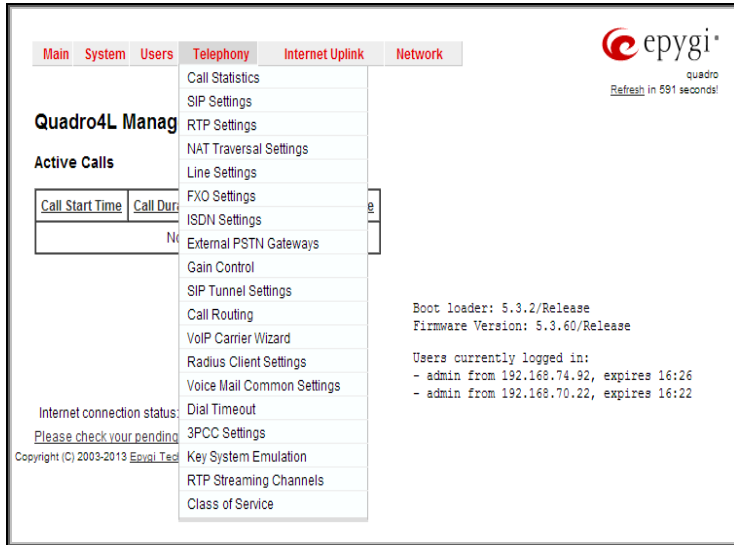 epygi
Main System Users Telephony Internet Uplink Network
quadro
Refresh in 591 seconds!
Call Statistics
SIP Settings
RTP Settings
NAT Traversal Settings
Line Settings
FXO Settings
ISDN Settings
External PSTN Gateways
Gain Control
SIP Tunnel Settings
Call Routing
VoIP Carrier Wizard
Radius Client Settings
Voice Mail Common Settings
Dial Timeout
3PCC Settings
Key System Emulation
RTP Streaming Channels
Class of Service
Quadro4L Manag
Active Calls
Call Start Time Call Dura e
No
Boot loader: 5.3.2/Release
Firmware Version: 5.3.60/Release
Users currently logged in:
- admin from 192.168.74.92, expires 16:26
- admin from 192.168.70.22, expires 16:22
Internet connection status:
Please check your pending
Copyright (C) 2003-2013 Epygi Tech